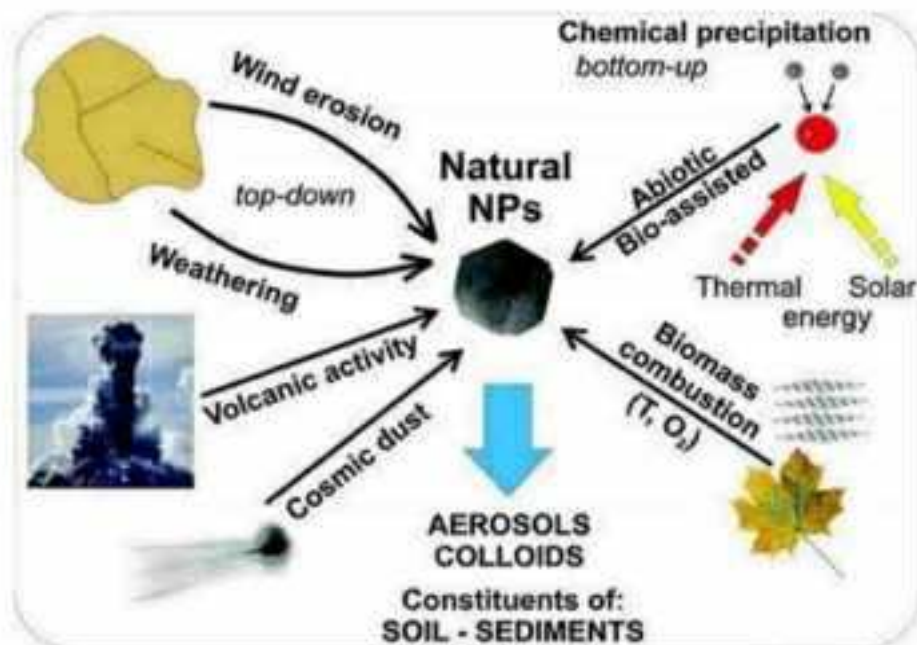 Chemical precipitation
bottom-up
Wind erosion
top-down
Weathering
Natural
NPs
Abiotic
Bio-assisted
Thermal Solar
energy
Volcanic activity
Cosmic dust
Biomass
combustion
(T, O₂)
AEROSOLS
COLLOIDS
Constituents of:
SOIL - SEDIMENTS